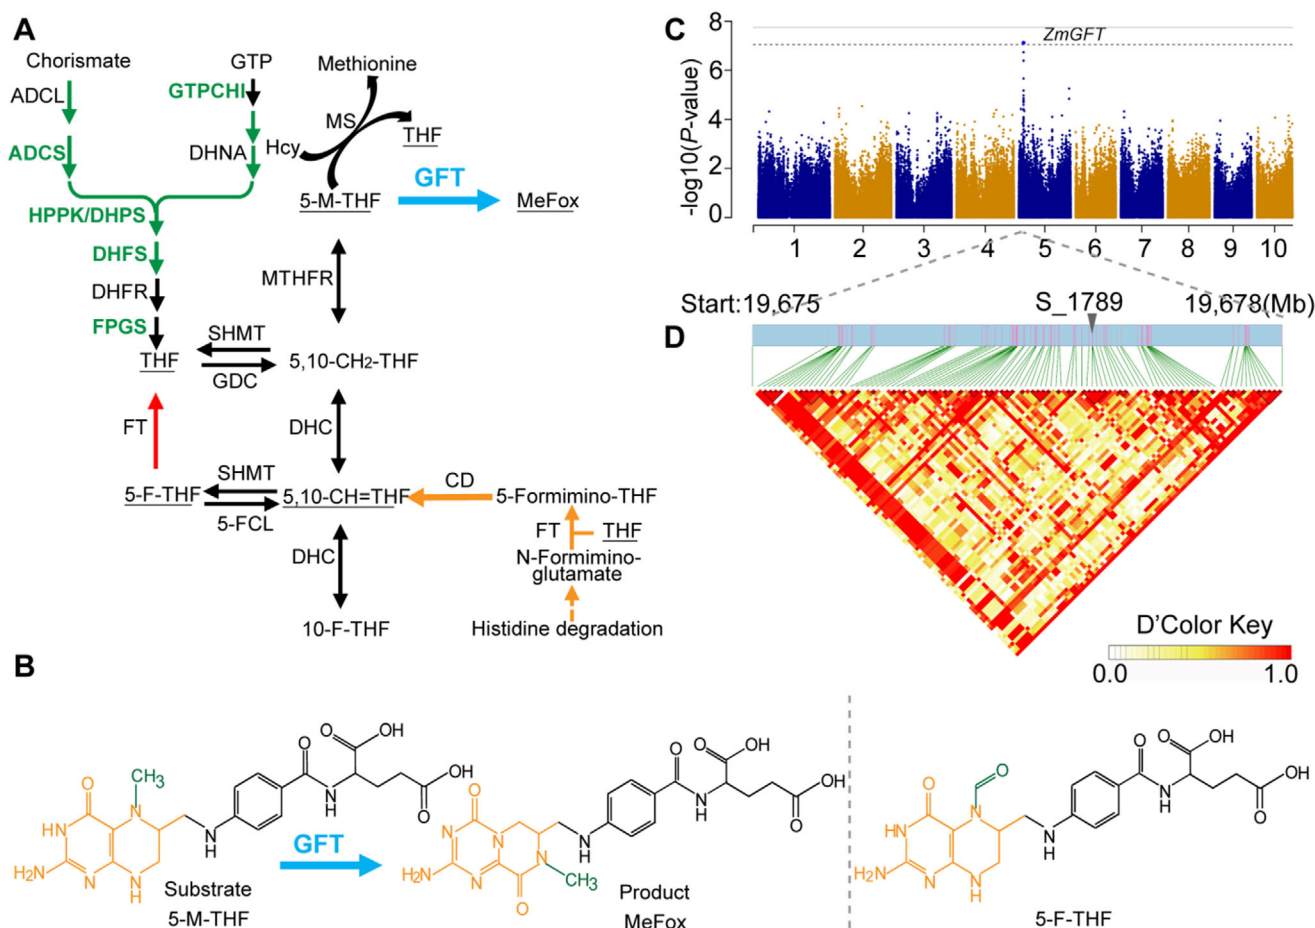 A
Chorismate
GTP
ADCL
GTPCHI
ADCS
DHNA
HPPK/DHPS
DHFS
DHFR
FPGS
THF
SHMT
GDC
5,10-CH2-THF
Methionine
MS
THF
Hcy
5-M-THF
GFT
MeFox
MTHFR
FT
DHC
5-F-THF
SHMT
5-FCL
5,10-CH=THF
CD
5-Formimino-THF
FT
THF
N-Formimino-
glutamate
Histidine degradation
DHC
10-F-THF
B
O
CH3
N
HN
H2N
N
N
H
N
H
O
N
H
O
OH
OH
O
Substrate
5-M-THF
GFT
O
N
N
H2N
N
N
O
CH3
N
H
O
N
H
O
OH
OH
O
Product
MeFox
O
O
N
HN
H2N
N
N
H
N
H
O
N
H
O
OH
OH
O
5-F-THF
C
-log10(P-value)
8
6
4
2
0
ZmGFT
1 2 3 4 5 6 7 8 9 10
Start:19,675 S_1789 19,678(Mb)
D
D'Color Key
0.0 1.0